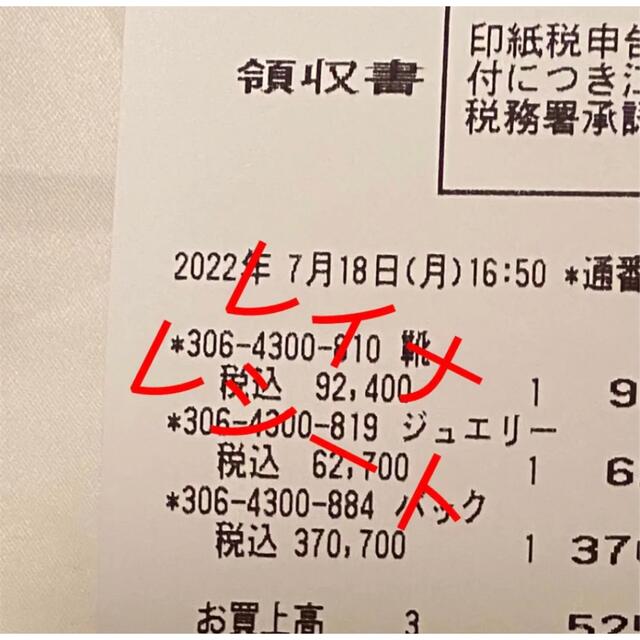 領収書
印紙税申告
付につき江
税務署承認
2022年 7月18日(月)16:50 *通番
レイナ
レシート
*306-4300-810 靴
税込 92,400 1 9
*306-4300-819 ジュエリー
税込 62,700 1 6
*306-4300-884 バック
税込 370,700 1 370
お買上高 3 525